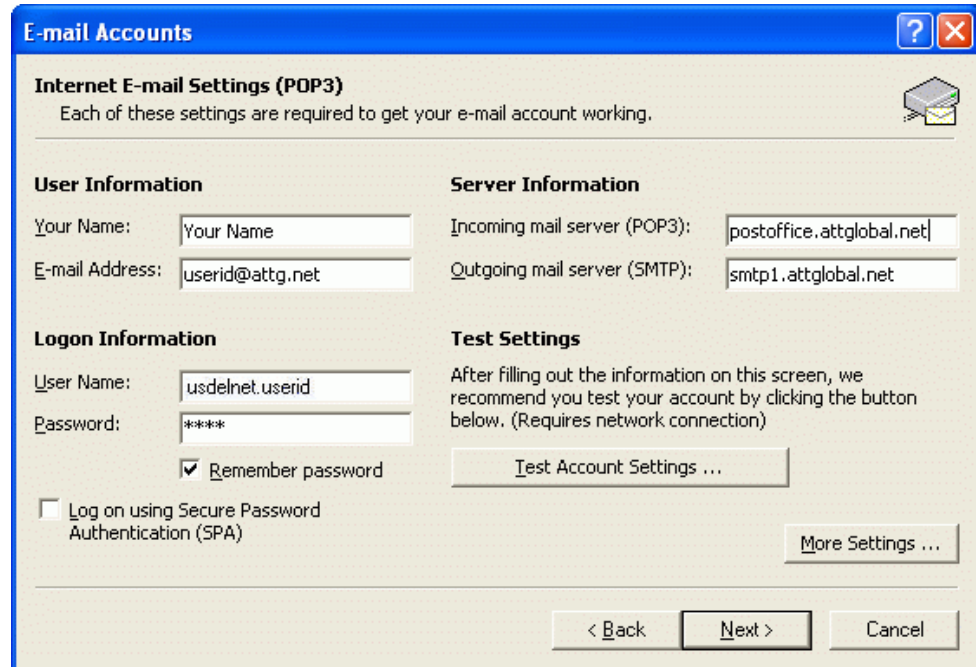 E-mail Accounts
Internet E-mail Settings (POP3)
Each of these settings are required to get your e-mail account working.
User Information
Your Name: Your Name
E-mail Address: userid@attg.net
Server Information
Incoming mail server (POP3): postoffice.attglobal.net
Outgoing mail server (SMTP): smtp1.attglobal.net
Logon Information
User Name: usdelnet.userid
Password: ****
Remember password
Log on using Secure Password
Authentication (SPA)
Test Settings
After filling out the information on this screen, we
recommend you test your account by clicking the button
below. (Requires network connection)
Test Account Settings ...
More Settings ...
< Back
Next >
Cancel